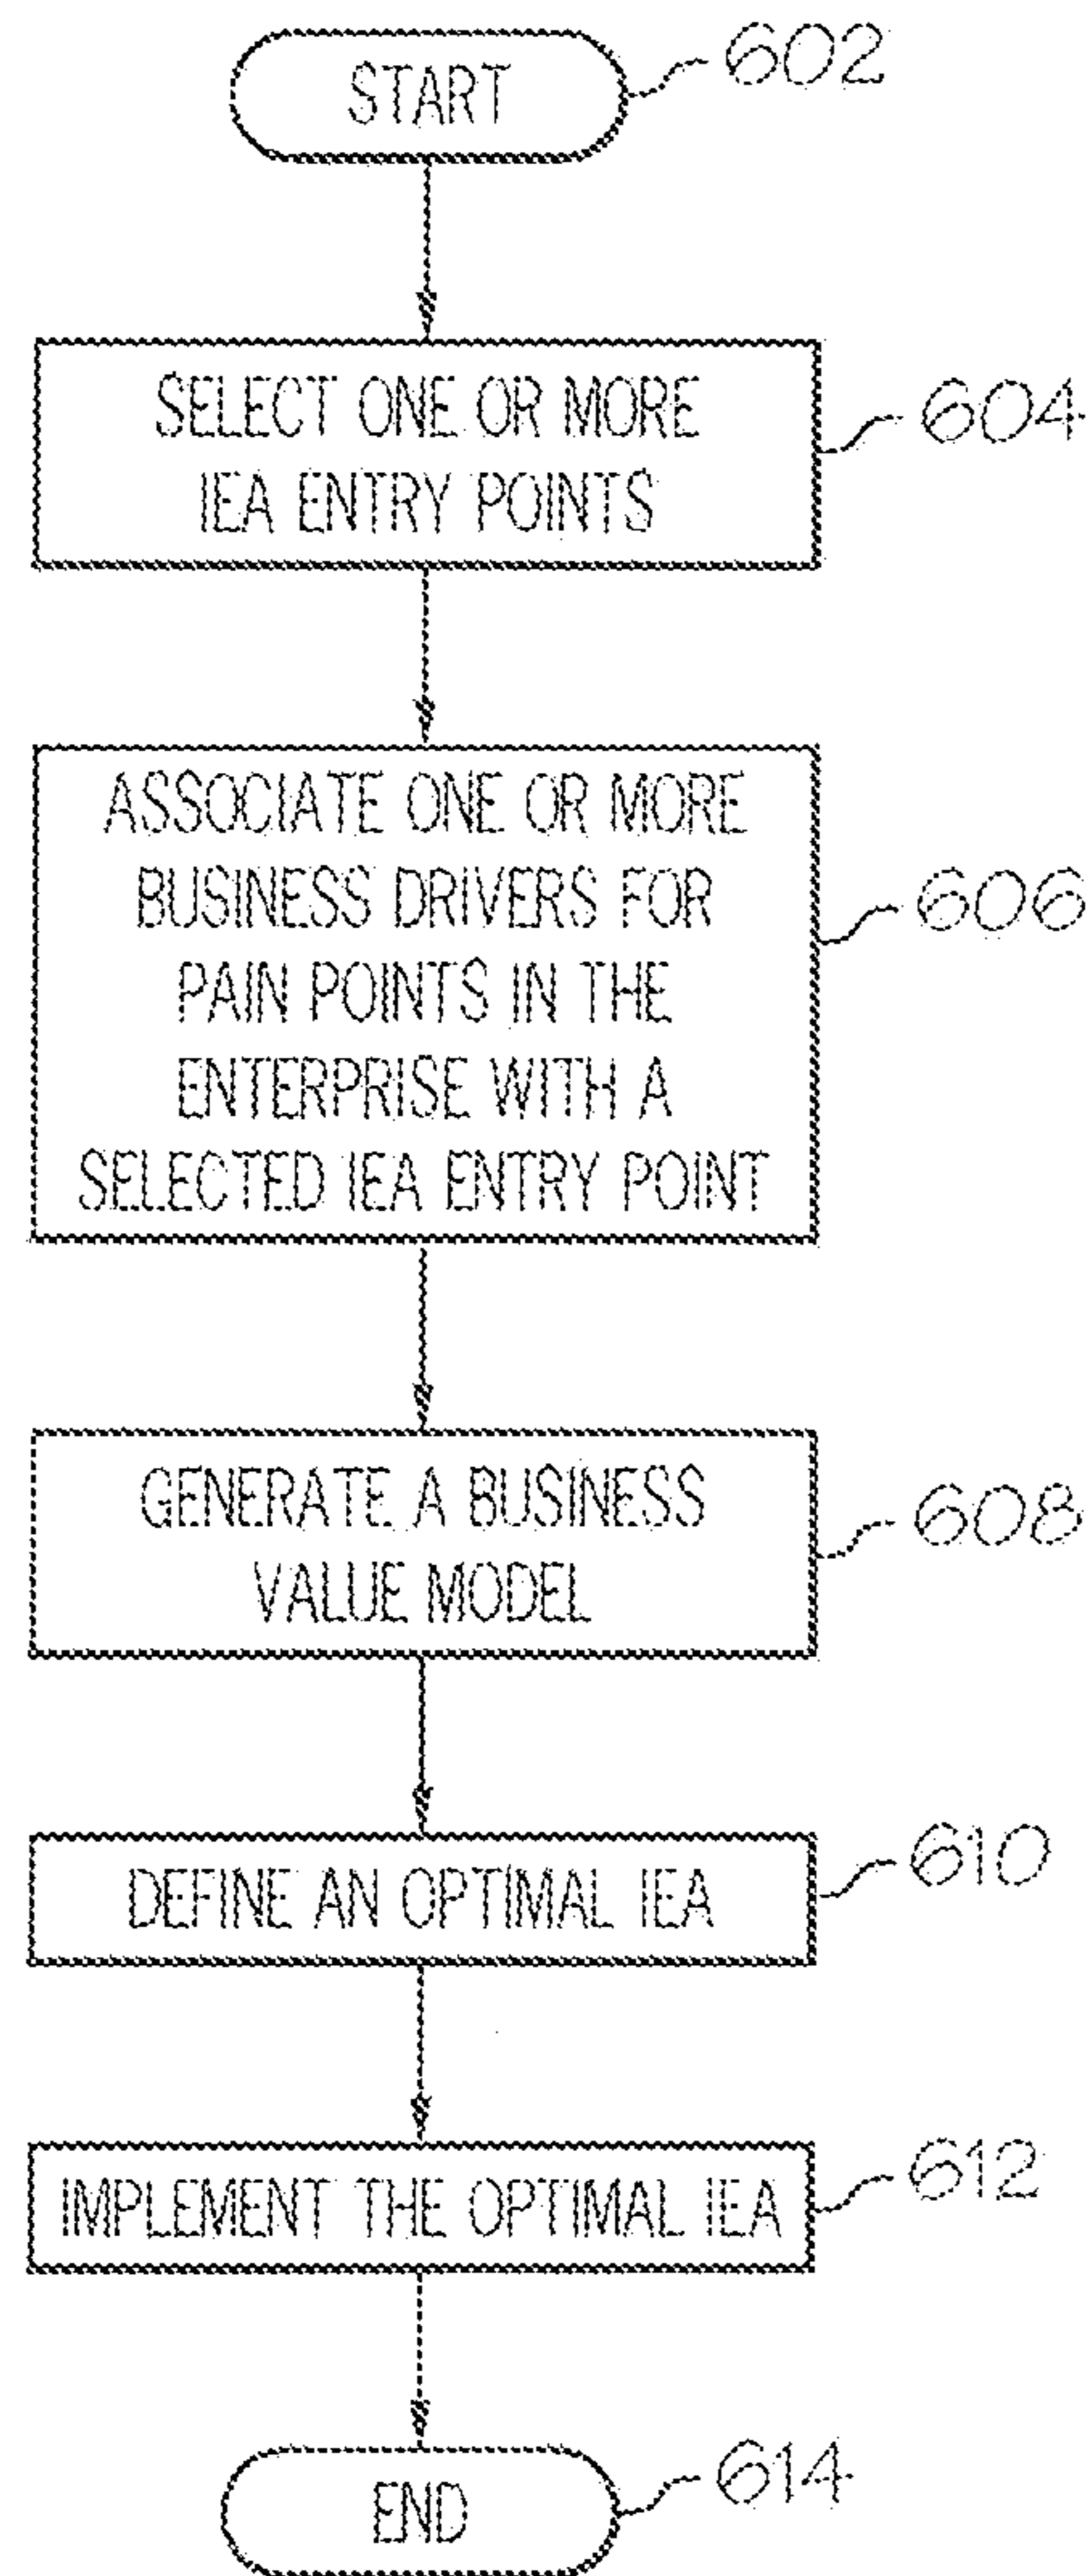 START
602
SELECT ONE OR MORE
IEA ENTRY POINTS
604
ASSOCIATE ONE OR MORE
BUSINESS DRIVERS FOR
PAIN POINTS IN THE
ENTERPRISE WITH A
SELECTED IEA ENTRY POINT
606
GENERATE A BUSINESS
VALUE MODEL
608
DEFINE AN OPTIMAL IEA
610
IMPLEMENT THE OPTIMAL IEA
612
END
614